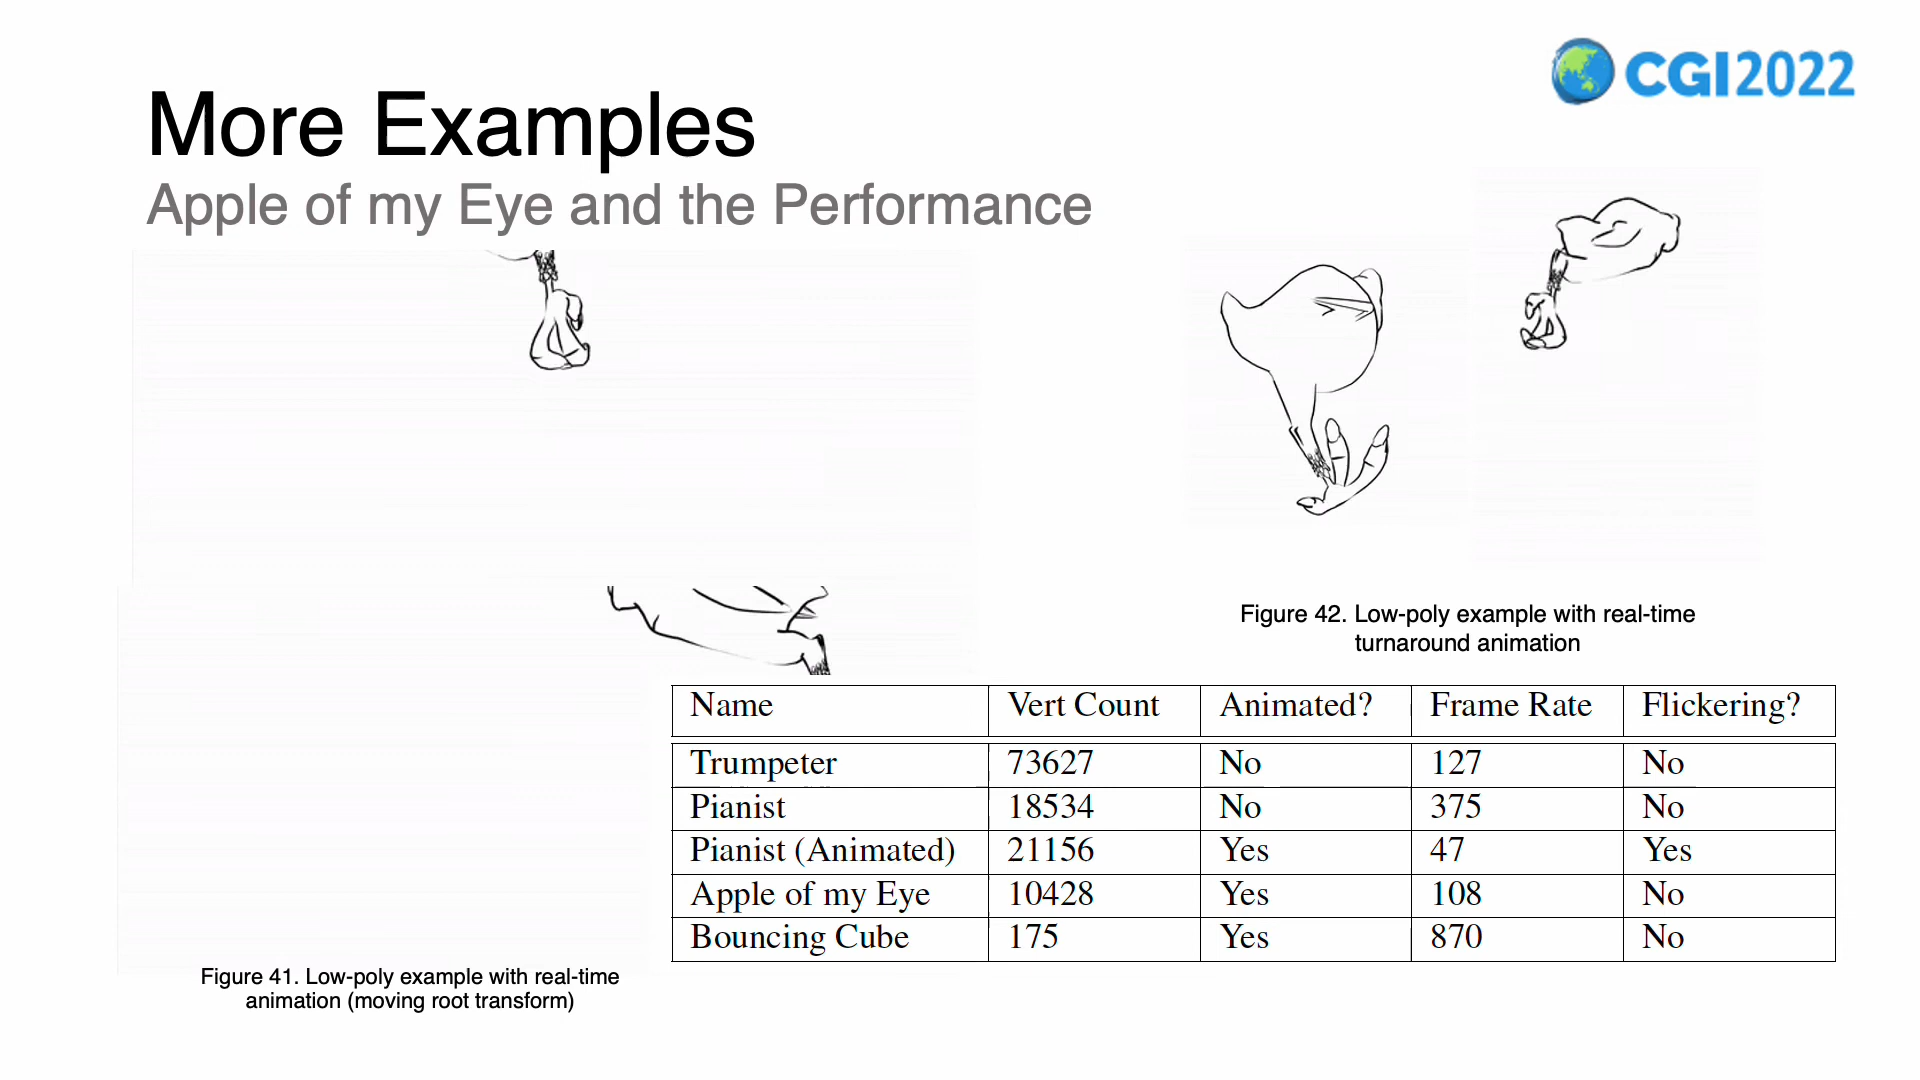 CGI2022
More Examples
Apple of my Eye and the Performance
Figure 42. Low-poly example with real-time
turnaround animation
Name Vert Count Animated? Frame Rate Flickering?
Trumpeter 73627 No 127 No
Pianist 18534 No 375 No
Pianist (Animated) 21156 Yes 47 Yes
Apple of my Eye 10428 Yes 108 No
Bouncing Cube 175 Yes 870 No
Figure 41. Low-poly example with real-time
animation (moving root transform)